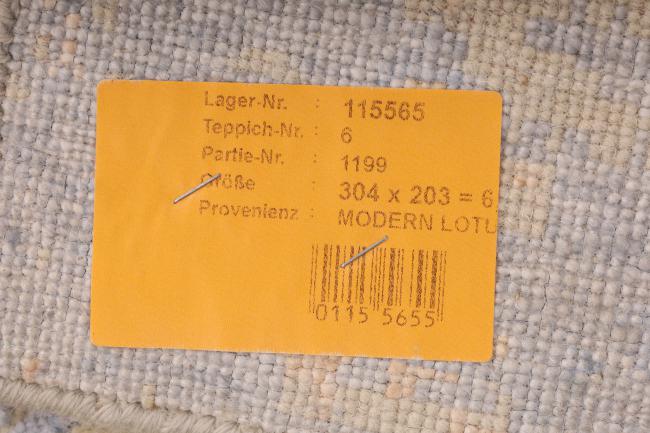 Lager-Nr. : 115565
Teppich-Nr. : 6
Partie-Nr. : 1199
Größe : 304 x 203 = 6
Provenienz : MODERN LOTU
0115 5655